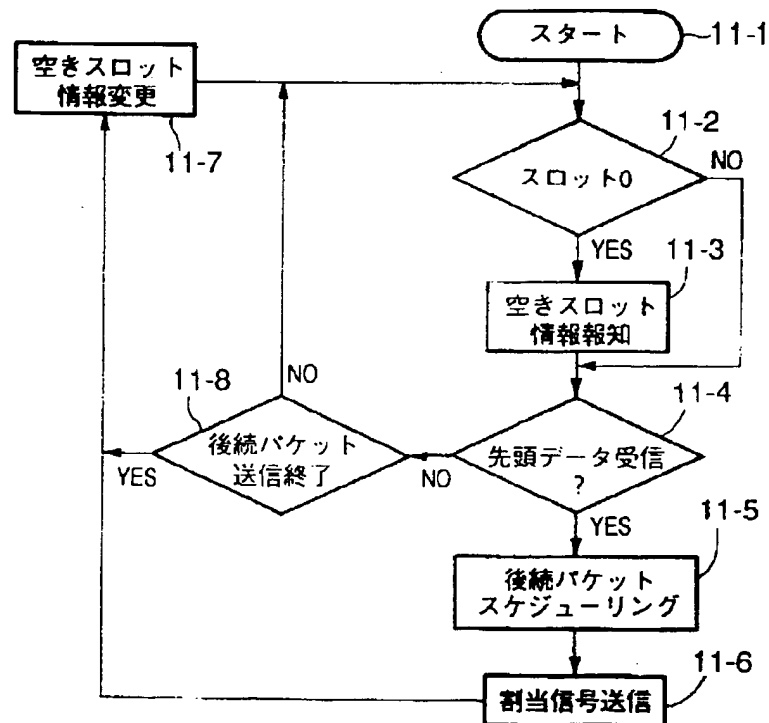 スタート
11-1
空きスロット
情報変更
11-7
11-2
スロット0
NO
YES
11-3
空きスロット
情報報知
11-8
NO
11-4
後続パケット
送信終了
YES
先頭データ受信
?
NO
YES
11-5
後続パケット
スケジューリング
11-6
割当信号送信